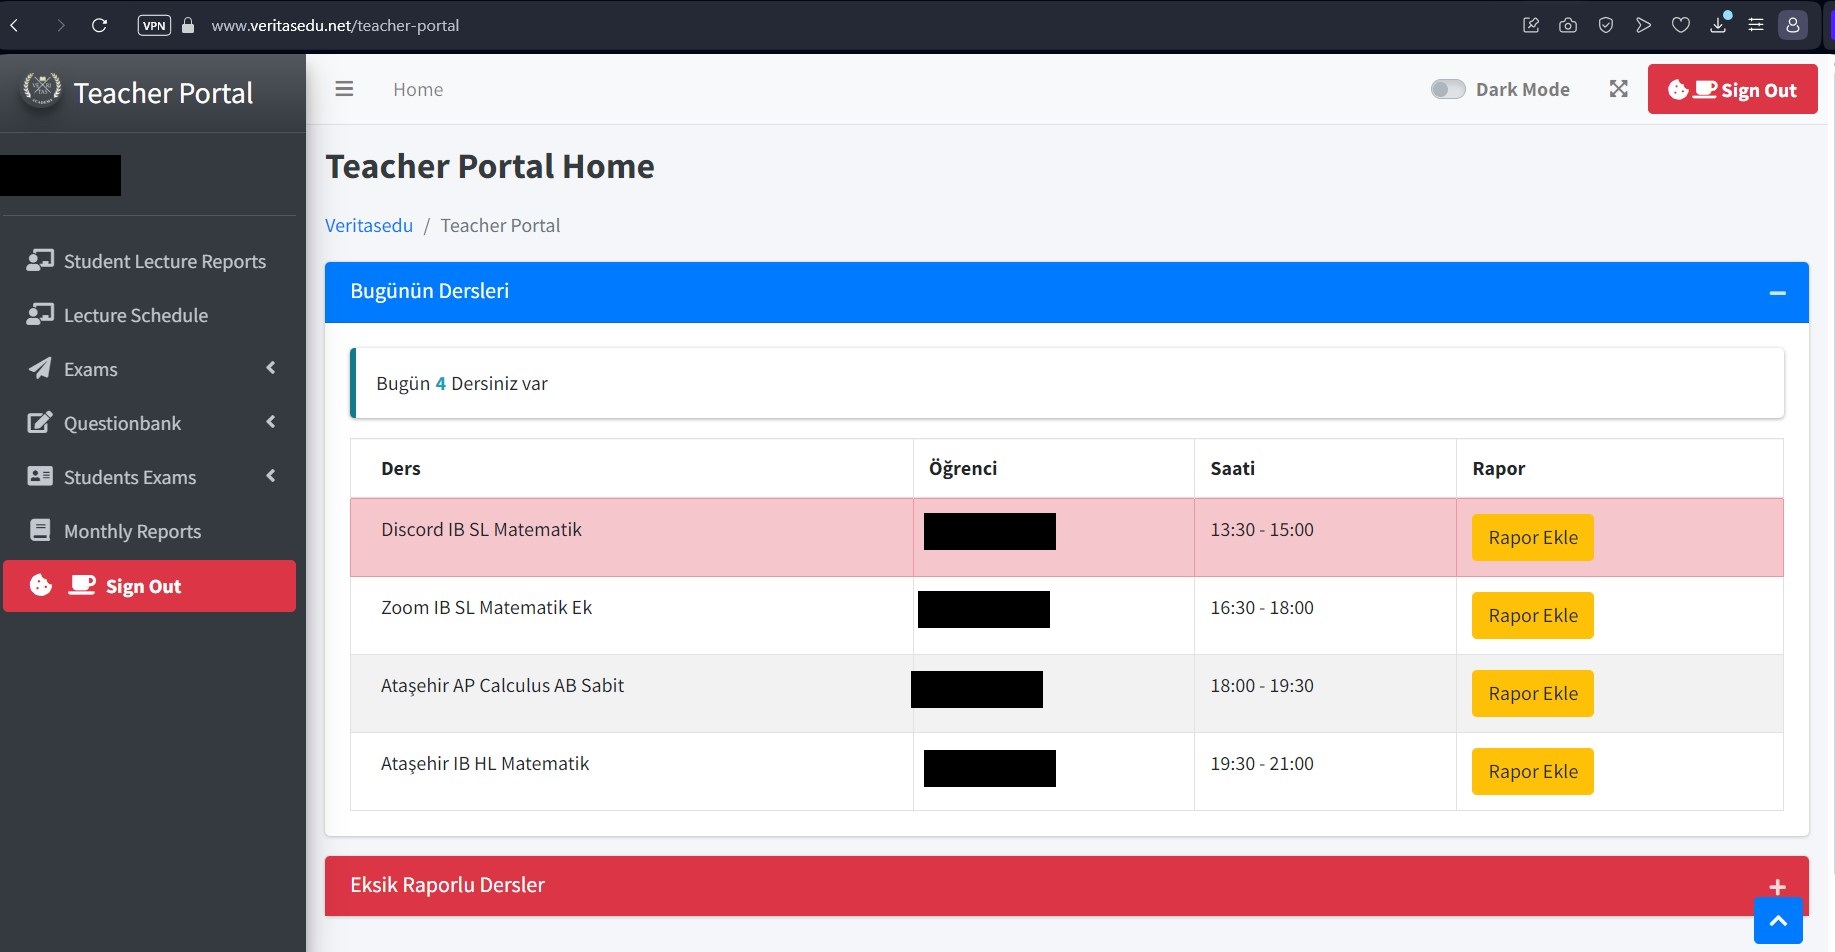 VPN www.veritasedu.net/teacher-portal
Teacher Portal
Home
Dark Mode
Sign Out
Teacher Portal Home
Veritasedu / Teacher Portal
Student Lecture Reports
Lecture Schedule
Exams
Questionbank
Students Exams
Monthly Reports
Sign Out
Bugünün Dersleri
Bugün 4 Dersiniz var
Ders Öğrenci Saati Rapor
Discord IB SL Matematik 13:30 - 15:00 Rapor Ekle
Zoom IB SL Matematik Ek 16:30 - 18:00 Rapor Ekle
Ataşehir AP Calculus AB Sabit 18:00 - 19:30 Rapor Ekle
Ataşehir IB HL Matematik 19:30 - 21:00 Rapor Ekle
Eksik Raporlu Dersler